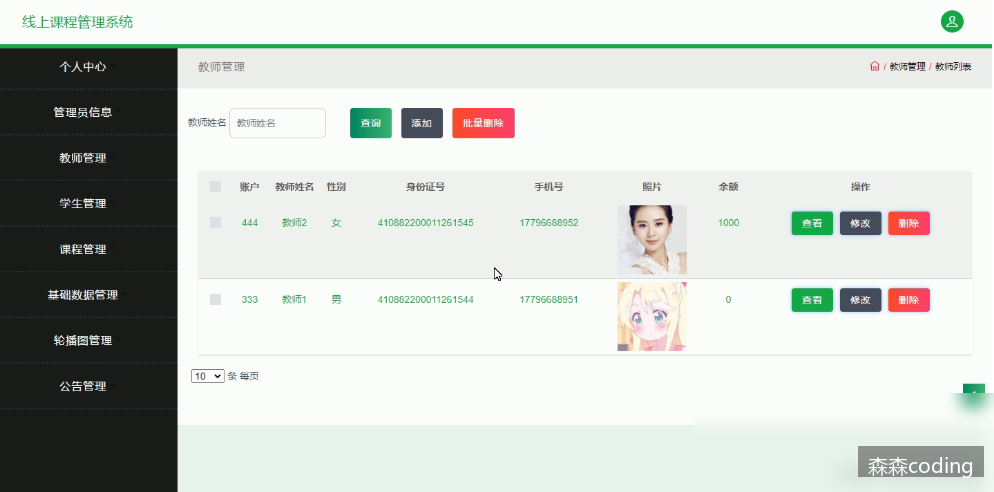 线上课程管理系统
个人中心
管理员信息
教师管理
学生管理
课程管理
基础数据管理
轮播图管理
公告管理
教师管理
/ 教师管理 / 教师列表
教师姓名 教师姓名 查询 添加 批量删除
账户 教师姓名 性别 身份证号 手机号 照片 余额 操作
444 教师2 女 410882200011261545 17796688952 1000 查看 修改 删除
333 教师1 男 410882200011261544 17796688951 0 查看 修改 删除
10 条 每页
森森coding